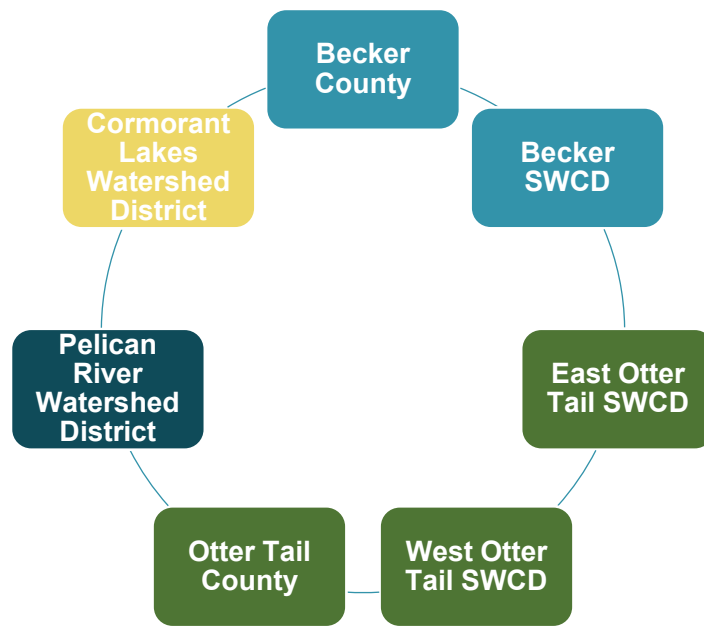 Becker
County
Becker
SWCD
East Otter
Tail SWCD
West Otter
Tail SWCD
Otter Tail
County
Pelican
River
Watershed
District
Cormorant
Lakes
Watershed
District